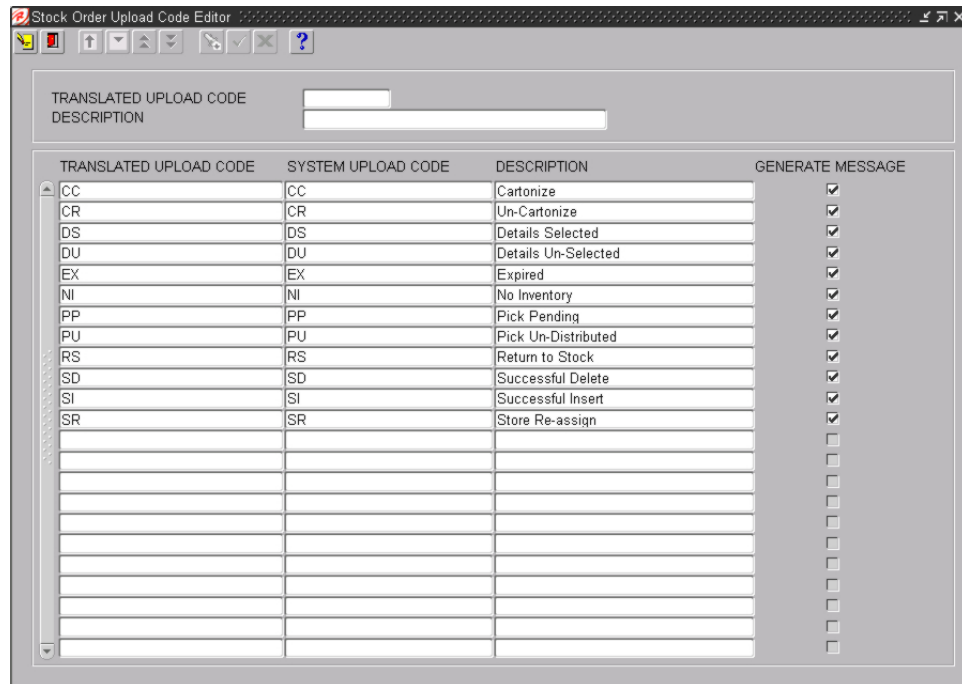 Stock Order Upload Code Editor
TRANSLATED UPLOAD CODE
DESCRIPTION
TRANSLATED UPLOAD CODE SYSTEM UPLOAD CODE DESCRIPTION GENERATE MESSAGE
CC CC Cartonize
CR CR Un-Cartonize
DS DS Details Selected
DU DU Details Un-Selected
EX EX Expired
NI NI No Inventory
PP PP Pick Pending
PU PU Pick Un-Distributed
RS RS Return to Stock
SD SD Successful Delete
SI SI Successful Insert
SR SR Store Re-assign